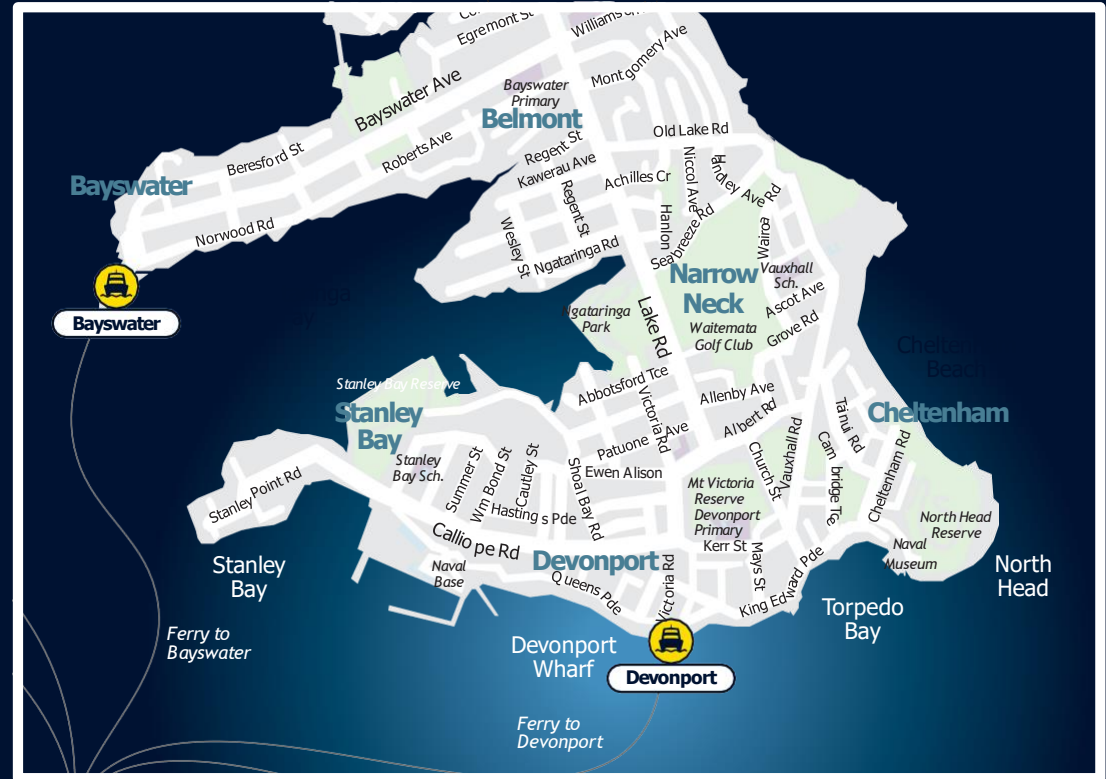 Egremont St
Bayswater Ave
Montgomery Ave
Bayswater
Primary
Belmont
Old Lake Rd
Beresford St
Roberts Ave
Regent St
Kawerau Ave
Achilles Cr
Niccol Ave
Handley Ave
Rd
Bayswater
Regent St
Hanlon
Seabreeze Rd
Wairoa
Norwood Rd
Wesley St
Ngataringa Rd
Narrow
Neck
Vauxhall
Sch.
Bayswater
Ngataringa
Park
Lake Rd
Waitemata
Golf Club
Ascot Ave
Grove Rd
Cheltenham
Beach
Stanley Bay Reserve
Abbotsford Tce
Allenby Ave
Victoria Rd
Albert Rd
Tainui Rd
Cheltenham
Stanley
Bay
Patuone Ave
Ewen Alison
Church St
Vauxhall Rd
Cambridge Tce
Cheltenham Rd
Stanley
Bay Sch.
Summer St
Wm Bond St
Cautley St
Shoal Bay Rd
Stanley Point Rd
Hastings Pde
Mt Victoria
Reserve
Devonport
Primary
North Head
Reserve
Calliope Rd
Kerr St
Mays St
Naval
Museum
Stanley
Bay
Naval
Base
Devonport
Queens Pde
Victoria Rd
King Edward Pde
North
Head
Torpedo
Bay
Ferry to
Bayswater
Devonport
Wharf
Devonport
Ferry to
Devonport